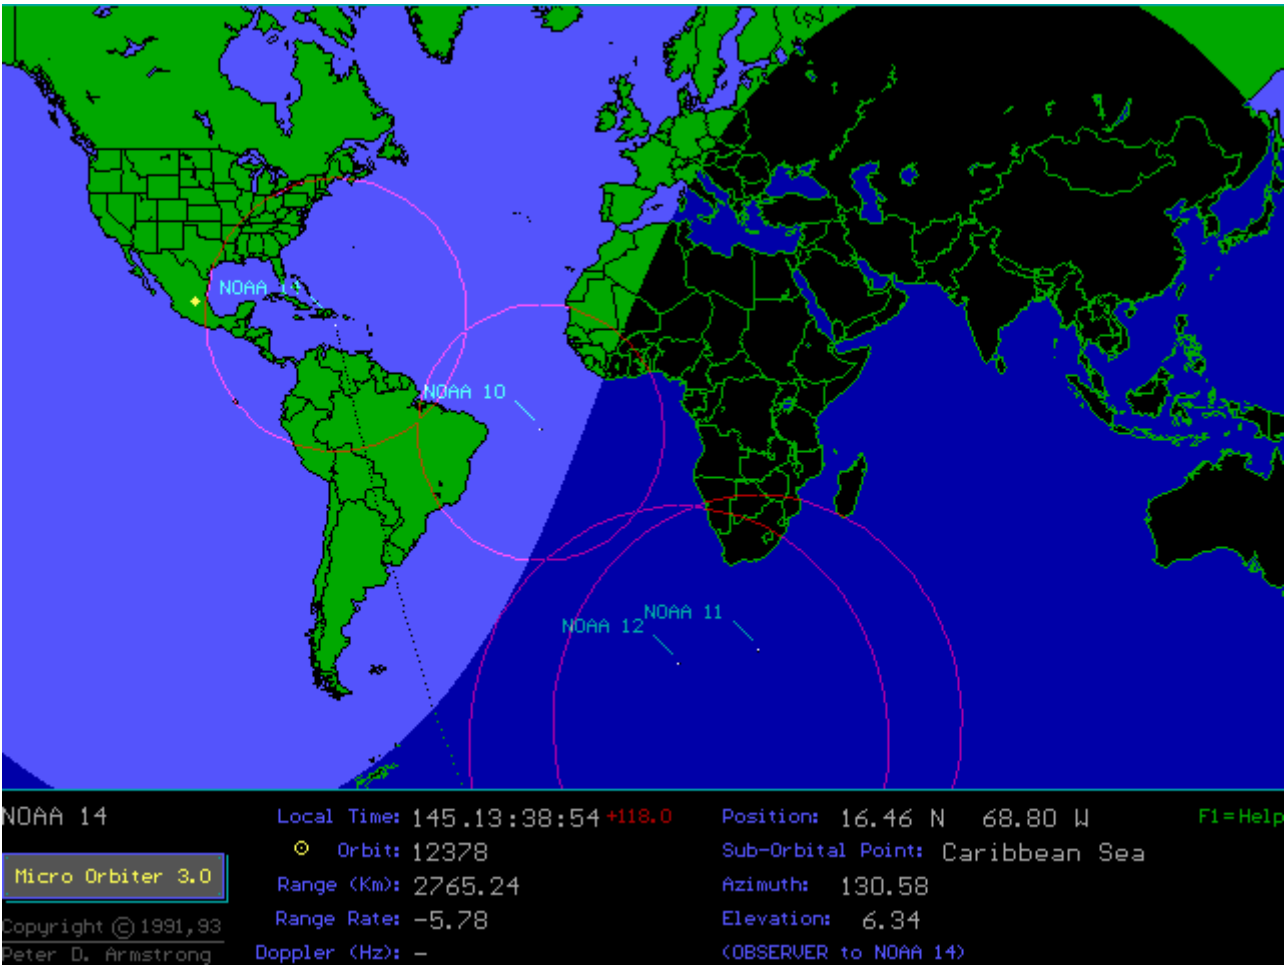 NOAA 14
NOAA 10
NOAA 11
NOAA 12
NOAA 14
Local Time: 145.13:38:54 +118.0
Position: 16.46 N 68.80 W
F1=Help
Orbit: 12378
Sub-Orbital Point: Caribbean Sea
Micro Orbiter 3.0
Range (Km): 2765.24
Azimuth: 130.58
Copyright © 1991,93
Range Rate: -5.78
Elevation: 6.34
Peter D. Armstrong
Doppler (Hz): -
(OBSERVER to NOAA 14)